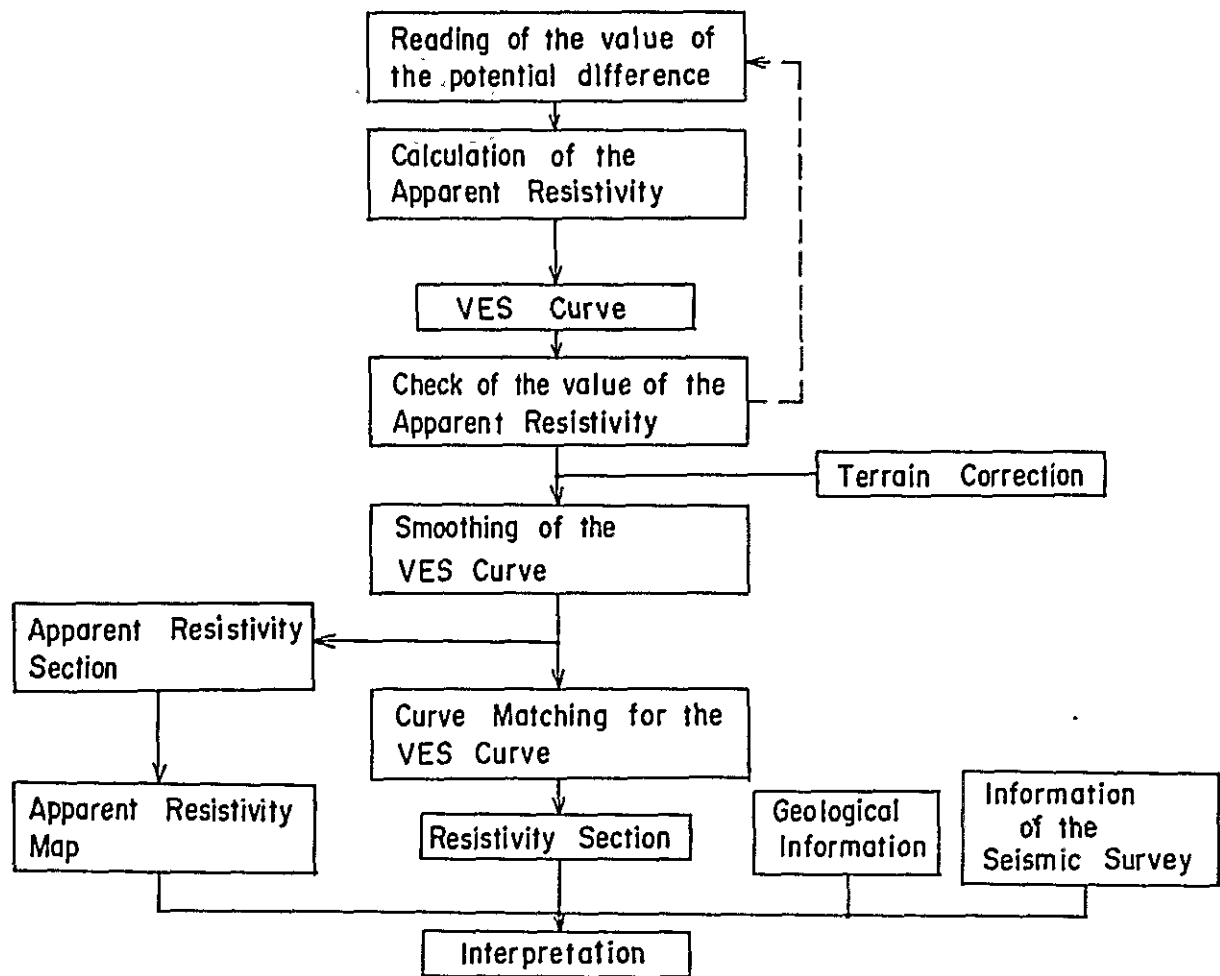 Reading of the value of
the potential difference
Calculation of the
Apparent Resistivity
VES Curve
Check of the value of the
Apparent Resistivity
Terrain Correction
Smoothing of the
VES Curve
Apparent Resistivity
Section
Curve Matching for the
VES Curve
Apparent Resistivity
Map
Resistivity Section
Geological
Information
Information
of the
Seismic Survey
Interpretation